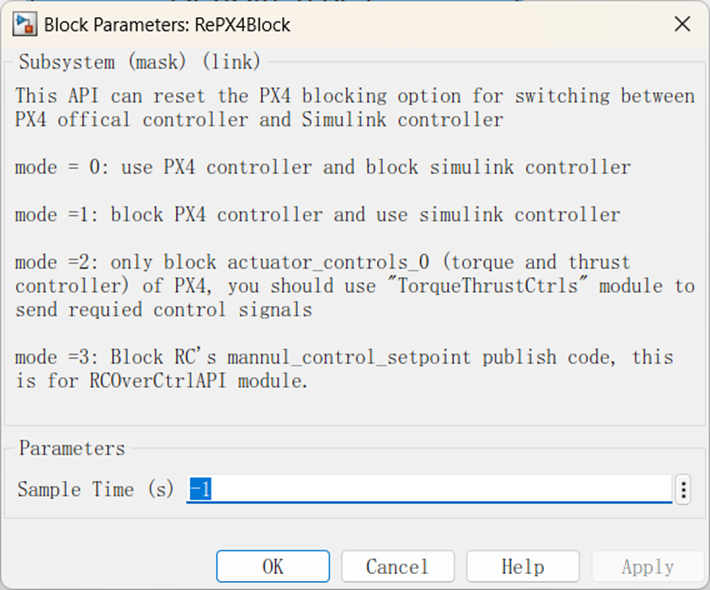 Block Parameters: RePX4Block
Subsystem (mask) (link)
This API can reset the PX4 blocking option for switching between
PX4 offical controller and Simulink controller
mode = 0: use PX4 controller and block simulink controller
mode =1: block PX4 controller and use simulink controller
mode =2: only block actuator_controls_0 (torque and thrust
controller) of PX4, you should use "TorqueThrustCtrls" module to
send requied control signals
mode =3: Block RC's mannul_control_setpoint publish code, this
is for RCOverCtrlAPI module.
Parameters
Sample Time (s) -1
OK Cancel Help Apply